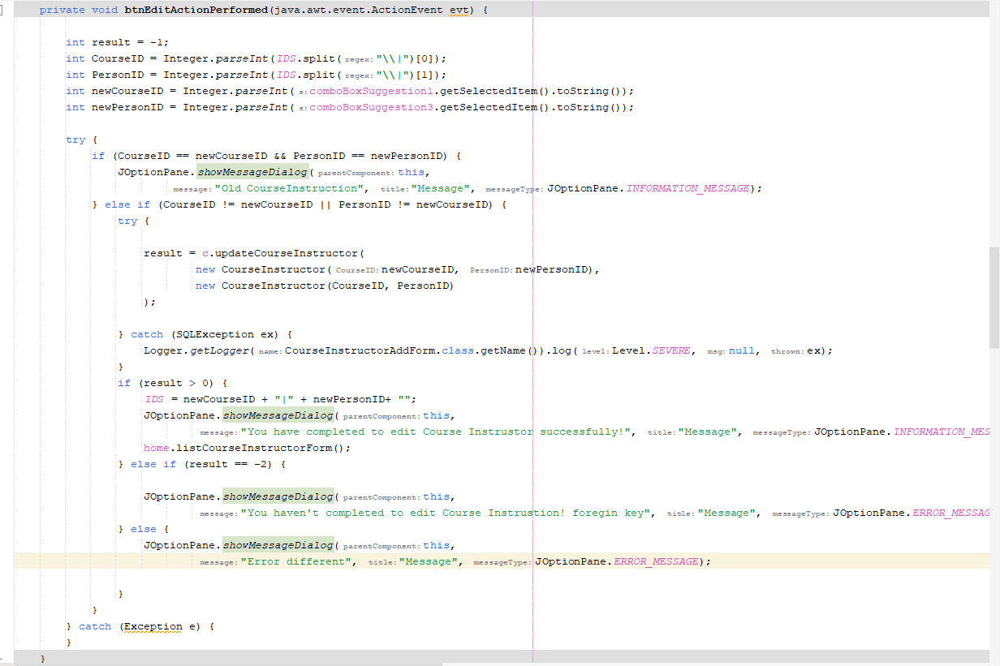 private void btnEditActionPerformed(java.awt.event.ActionEvent evt) {
int result = -1;
int CourseID = Integer.parseInt(IDS.split( regex: "\\|")[0]);
int PersonID = Integer.parseInt(IDS.split( regex: "\\|")[1]);
int newCourseID = Integer.parseInt( s: comboBoxSuggestion1.getSelectedItem().toString());
int newPersonID = Integer.parseInt( s: comboBoxSuggestion3.getSelectedItem().toString());
try {
if (CourseID == newCourseID && PersonID == newPersonID) {
JOptionPane.showMessageDialog( parentComponent: this,
message: "Old CourseInstruction", title: "Message", messageType: JOptionPane.INFORMATION_MESSAGE);
} else if (CourseID != newCourseID || PersonID != newCourseID) {
try {
result = c.updateCourseInstructor(
new CourseInstructor( CourseID: newCourseID, PersonID: newPersonID),
new CourseInstructor(CourseID, PersonID)
);
} catch (SQLException ex) {
Logger.getLogger( name: CourseInstructorAddForm.class.getName()).log( level: Level.SEVERE, msg: null, thrown: ex);
}
if (result > 0) {
IDS = newCourseID + "|" + newPersonID+ "";
JOptionPane.showMessageDialog( parentComponent: this,
message: "You have completed to edit Course Instrustor successfully!", title: "Message", messageType: JOptionPane.INFORMATION_MES
home.listCourseInstructorForm();
} else if (result == -2) {
JOptionPane.showMessageDialog( parentComponent: this,
message: "You haven't completed to edit Course Instrustion! foregin key", title: "Message", messageType: JOptionPane.ERROR_MESSAG
} else {
JOptionPane.showMessageDialog( parentComponent: this,
message: "Error different", title: "Message", messageType: JOptionPane.ERROR_MESSAGE);
}
}
} catch (Exception e) {
}
}